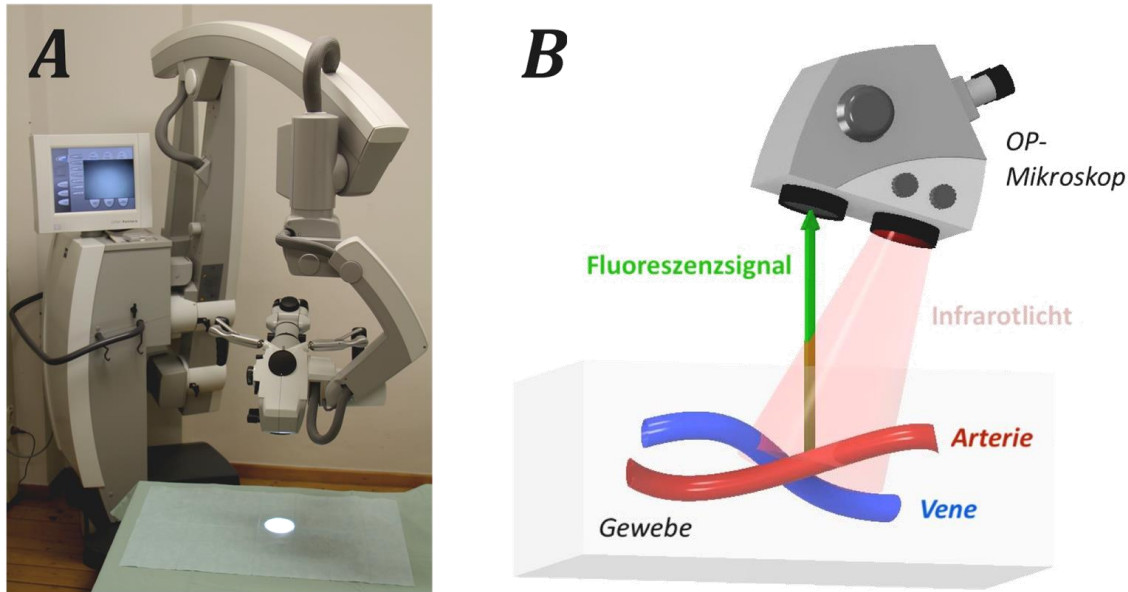 A
B
OP-
Mikroskop
Fluoreszenzsignal
Infrarotlicht
Arterie
Vene
Gewebe